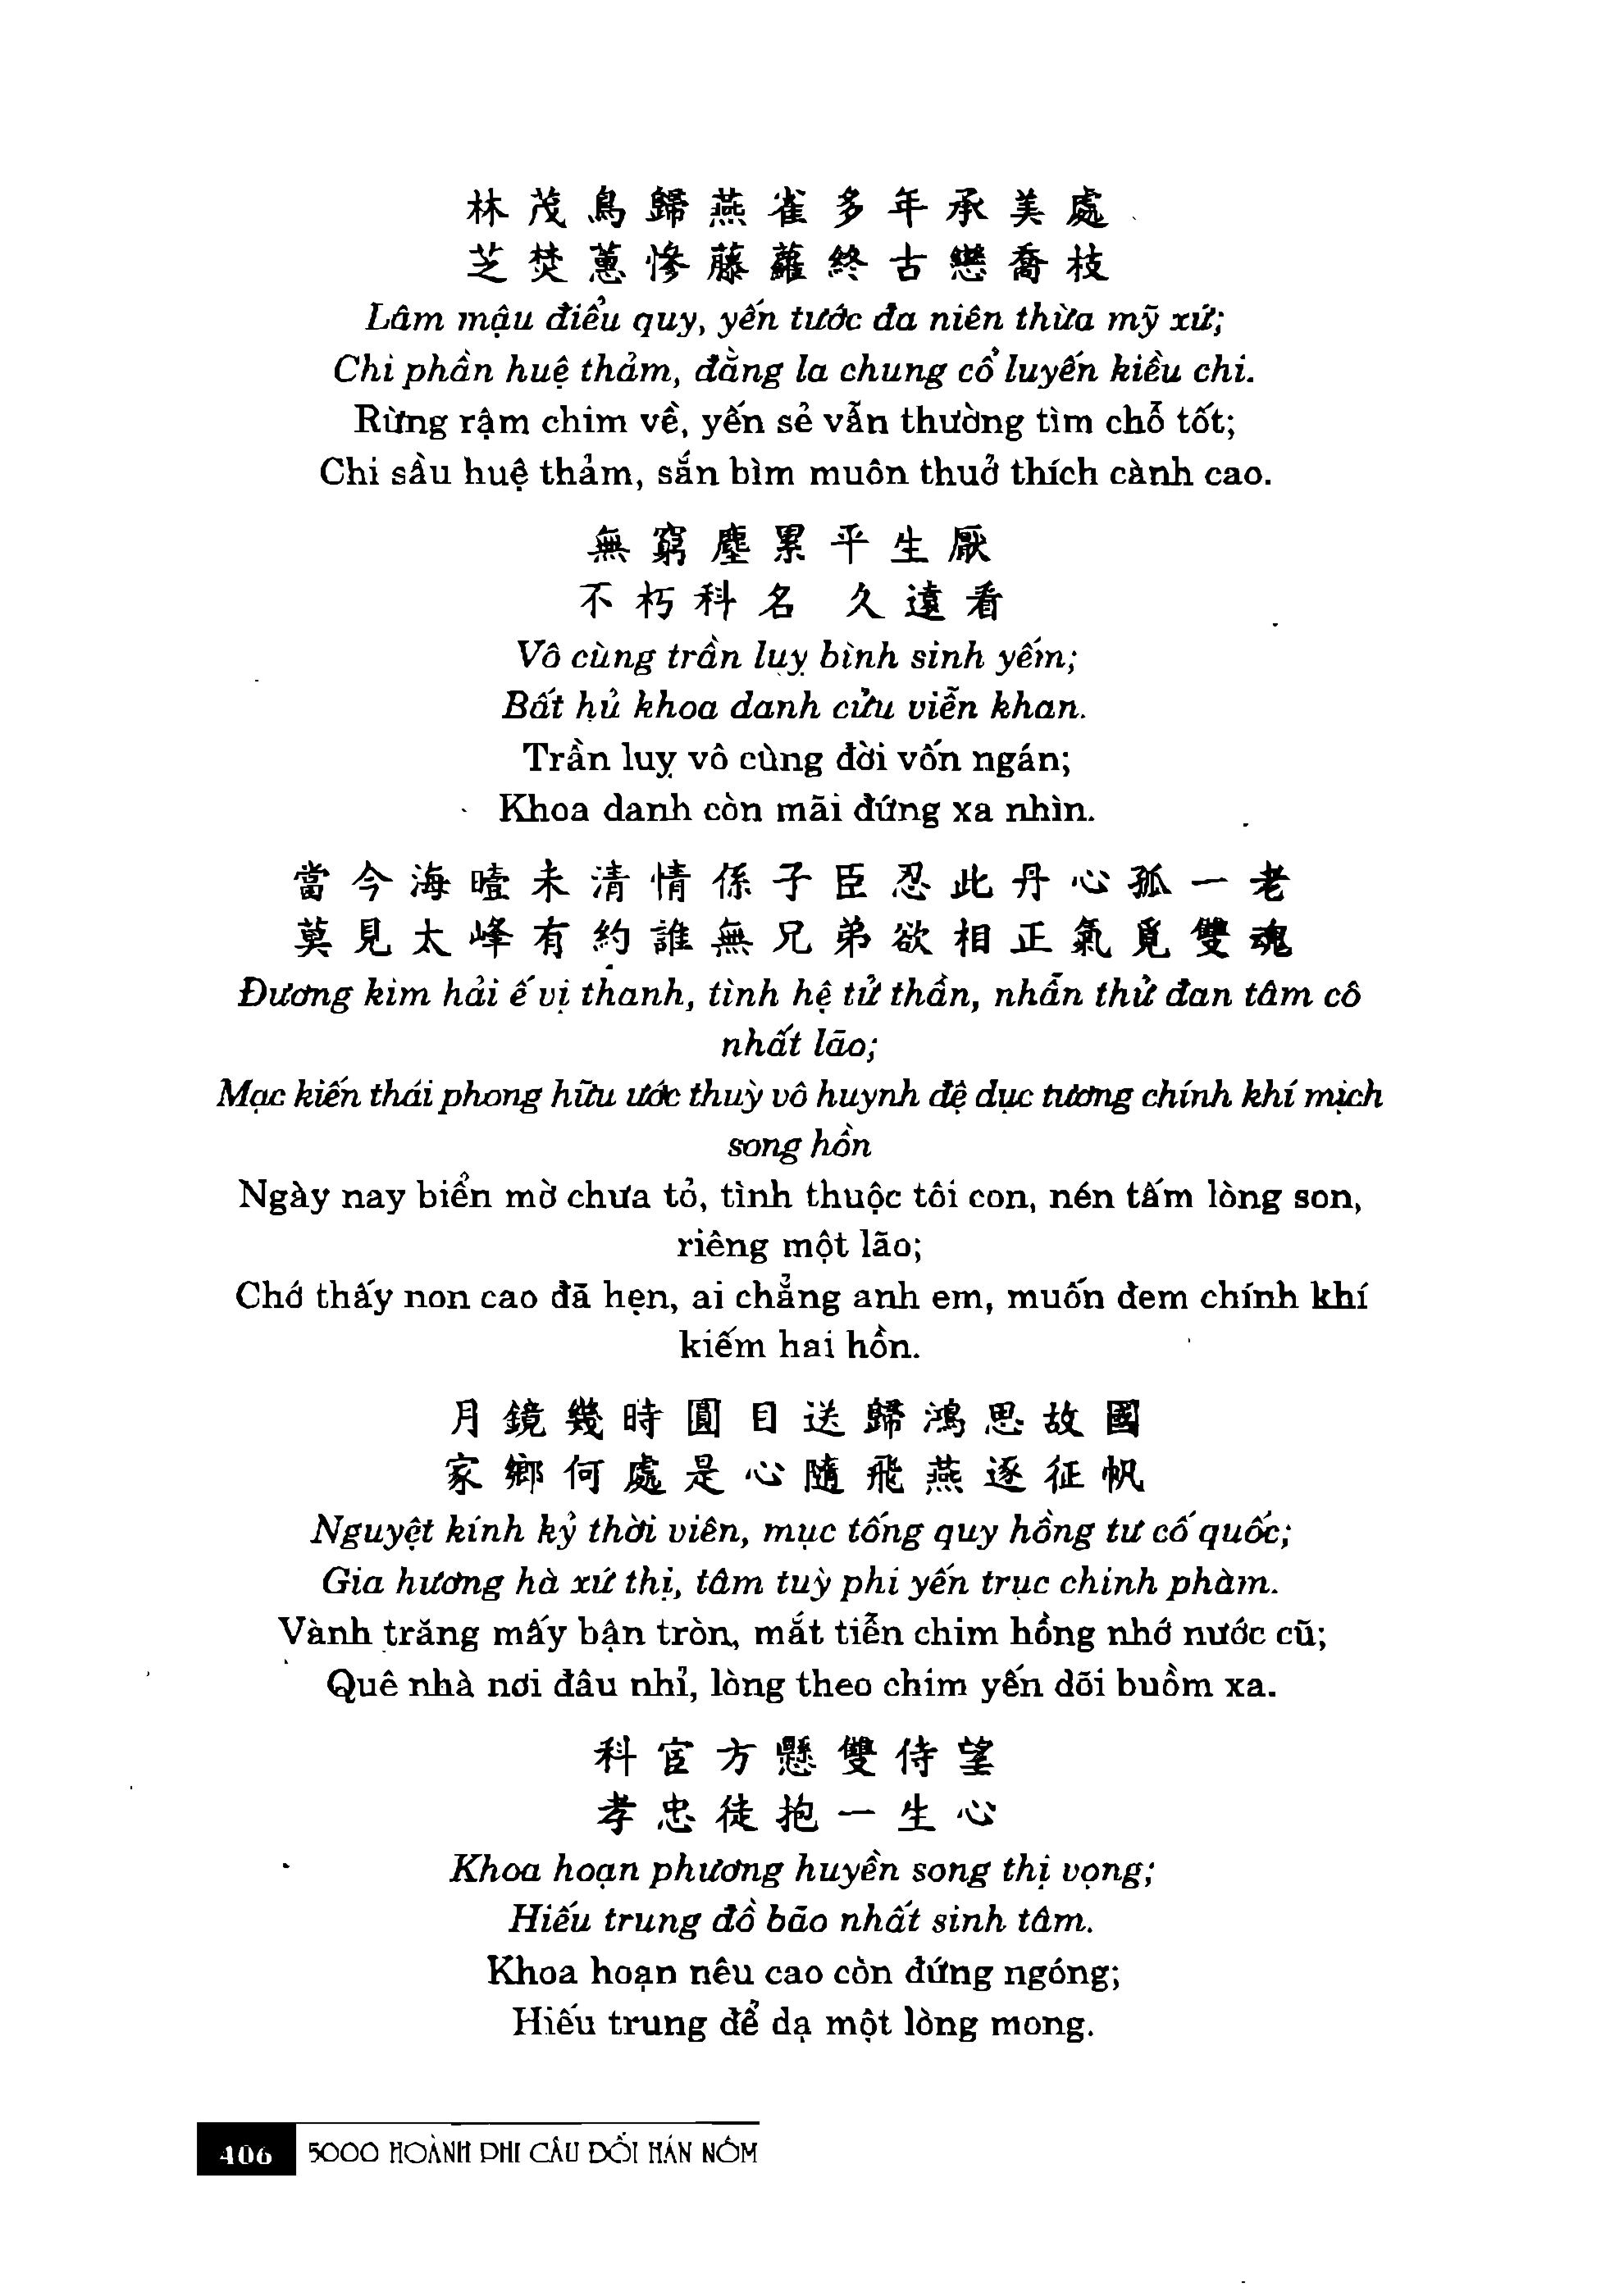 林茂鳥歸燕雀多年承美處
芝焚蕙慘藤蘿終古戀喬枝
Lâm mậu điểu quy, yến tước đa niên thừa mỹ xứ;
Chi phần huệ thảm, đằng la chung cổ luyến kiều chi.
Rừng rậm chim về, yến sẻ vẫn thường tìm chỗ tốt;
Chi sầu huệ thảm, sắn bìm muôn thuở thích cành cao.
無窮塵累平生厭
不朽科名 久遠看
Vô cùng trần luỵ bình sinh yếm;
Bất hủ khoa danh cửu viễn khan.
Trần luỵ vô cùng đời vốn ngán;
Khoa danh còn mãi đứng xa nhìn.
當今海曀未清情係子臣忍此丹心孤一老
莫見太峰有約誰無兄弟欲相正氣覓雙魂
Đương kim hải ế vị thanh, tình hệ tử thần, nhẫn thử đan tâm cô
nhất lão;
Mạc kiến thái phong hữu ước thuỳ vô huynh đệ dục tương chính khí mịch
song hồn
Ngày nay biển mờ chưa tỏ, tình thuộc tôi con, nén tấm lòng son,
riêng một lão;
Chớ thấy non cao đã hẹn, ai chẳng anh em, muốn đem chính khí
kiếm hai hồn.
月鏡幾時圓目送歸鴻思故國
家鄉何處是心隨飛燕逐征帆
Nguyệt kính kỷ thời viên, mục tống quy hồng tư cố quốc;
Gia hương hà xứ thị, tâm tuỳ phi yến trục chinh phàm.
Vành trăng mấy bận tròn, mắt tiễn chim hồng nhớ nước cũ;
Quê nhà nơi đâu nhỉ, lòng theo chim yến dõi buồm xa.
科宦方懸雙侍望
孝忠徒抱一生心
Khoa hoạn phương huyền song thị vọng;
Hiếu trung đồ bão nhất sinh tâm.
Khoa hoạn nêu cao còn đứng ngóng;
Hiếu trung để dạ một lòng mong.
406 5000 HOÀNH PHI CÂU ĐỐI HÁN NÔM